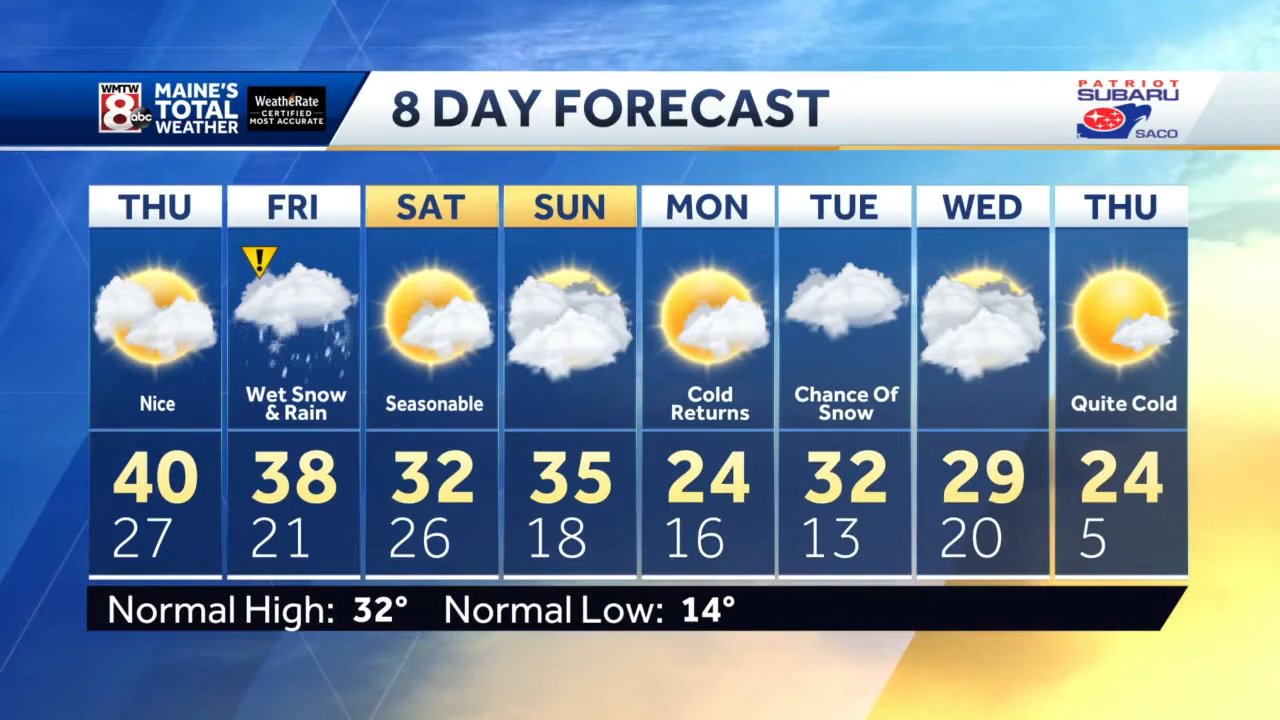 WMTW
8
abc
MAINE'S
TOTAL
WEATHER
WeatheRate
CERTIFIED
MOST ACCURATE
8 DAY FORECAST
PATRIOT
SUBARU
SACO
THU FRI SAT SUN MON TUE WED THU
!
Nice
Wet Snow
& Rain
Seasonable
Cold
Returns
Chance Of
Snow
Quite Cold
40 38 32 35 24 32 29 24
27 21 26 18 16 13 20 5
Normal High: 32° Normal Low: 14°